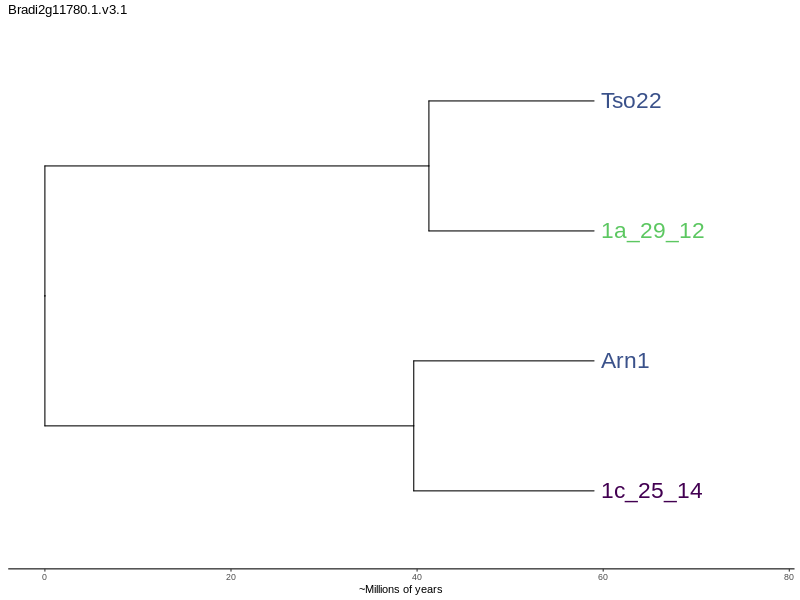 Bradi2g11780.1.v3.1
Tso22
1a_29_12
Arn1
1c_25_14
0 20 40 60 80
~Millions of years